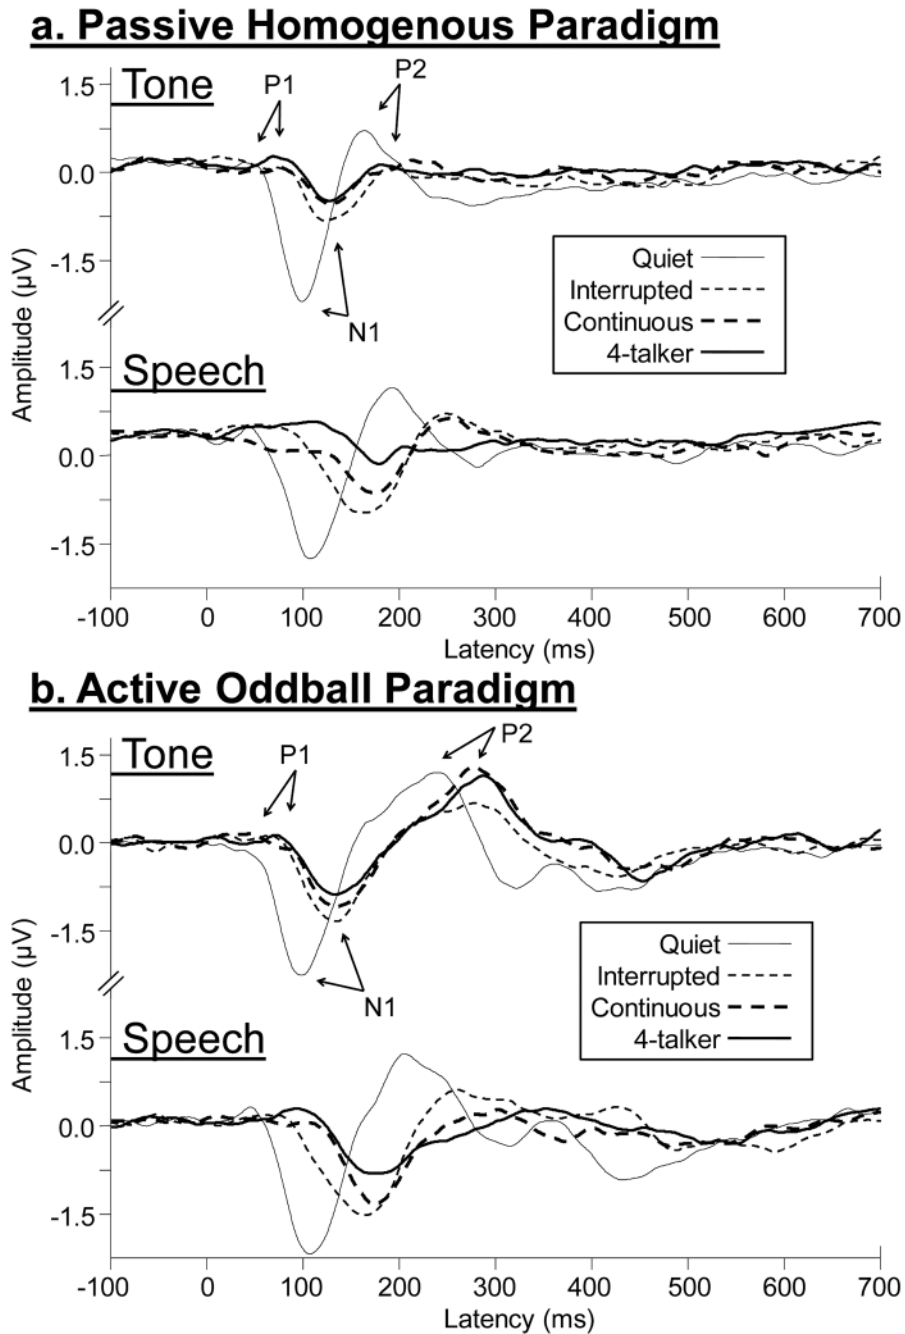 a. Passive Homogenous Paradigm
Tone
P1
P2
1.5
0.0
-1.5
N1
Quiet
Interrupted
Continuous
4-talker
Amplitude (µV)
Speech
1.5
0.0
-1.5
-100 0 100 200 300 400 500 600 700
Latency (ms)
b. Active Oddball Paradigm
Tone
P1
P2
1.5
0.0
-1.5
N1
Quiet
Interrupted
Continuous
4-talker
Amplitude (µV)
Speech
1.5
0.0
-1.5
-100 0 100 200 300 400 500 600 700
Latency (ms)